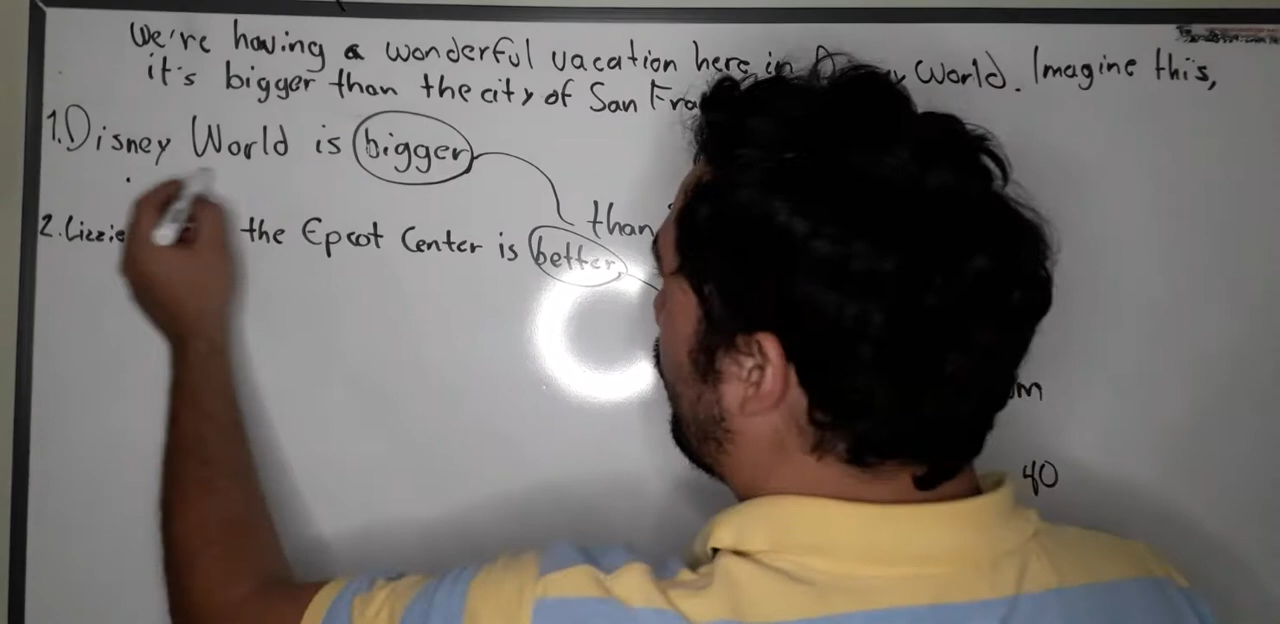 We're having a wonderful vacation here in World. Imagine this,
it's bigger than the city of San Fra
1. Disney World is bigger
than
2. Lizzie the Epcot Center is better
m
40